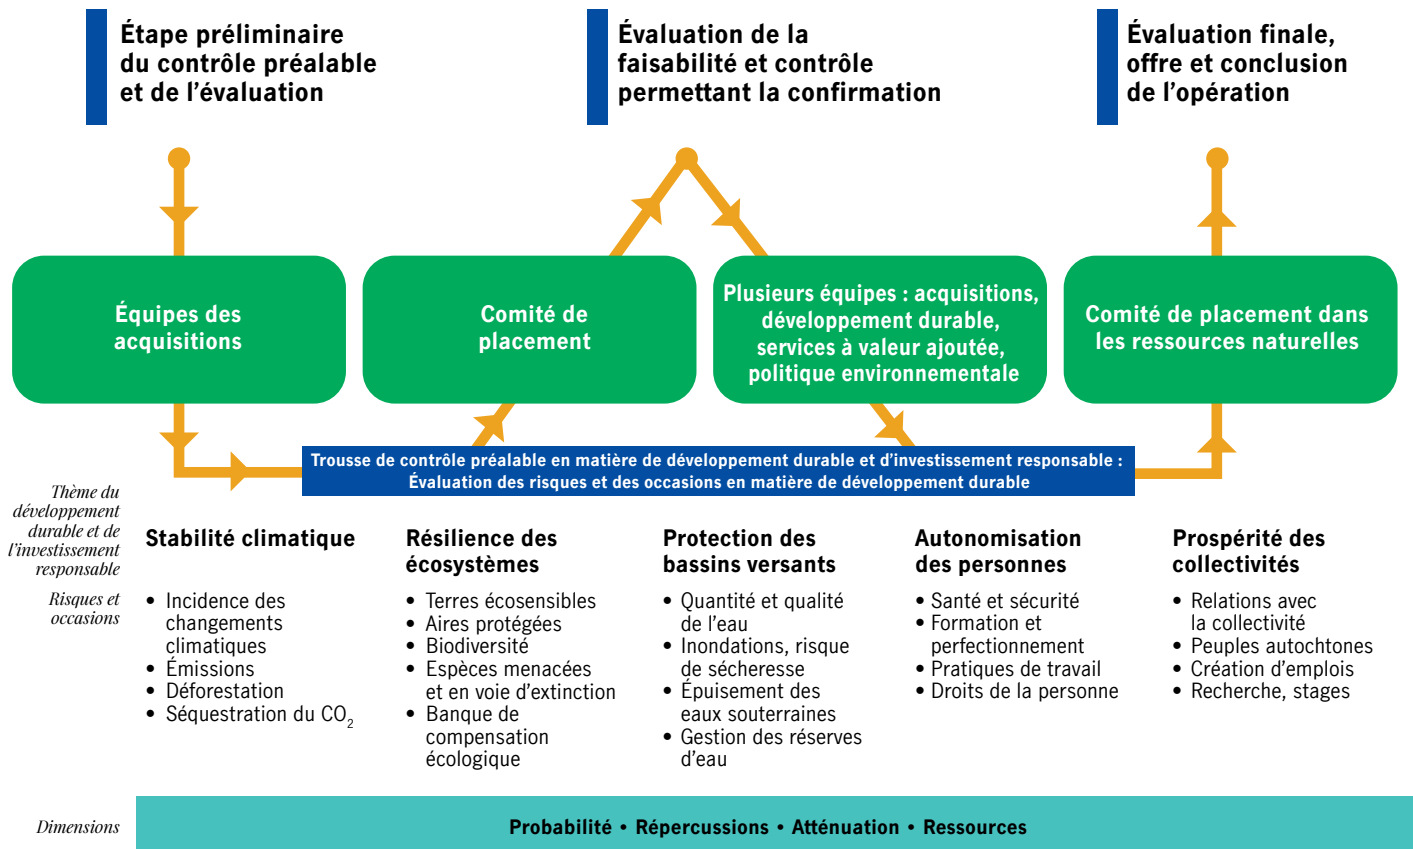 Étape préliminaire
du contrôle préalable
et de l’évaluation
Évaluation de la
faisabilité et contrôle
permettant la confirmation
Évaluation finale,
offre et conclusion
de l’opération
Équipes des
acquisitions
Comité de
placement
Plusieurs équipes : acquisitions,
développement durable,
services à valeur ajoutée,
politique environnementale
Comité de placement dans
les ressources naturelles
Trousse de contrôle préalable en matière de développement durable et d’investissement responsable :
Évaluation des risques et des occasions en matière de développement durable
Thème du
développement
durable et de
l’investissement
responsable
Stabilité climatique
Résilience des
écosystèmes
Protection des
bassins versants
Autonomisation
des personnes
Prospérité des
collectivités
Risques et
occasions
• Incidence des
changements
climatiques
• Émissions
• Déforestation
• Séquestration du CO₂
• Terres écosensibles
• Aires protégées
• Biodiversité
• Espèces menacées
et en voie d’extinction
• Banque de
compensation
écologique
• Quantité et qualité
de l’eau
• Inondations, risque
de sécheresse
• Épuisement des
eaux souterraines
• Gestion des réserves
d’eau
• Santé et sécurité
• Formation et
perfectionnement
• Pratiques de travail
• Droits de la personne
• Relations avec
la collectivité
• Peuples autochtones
• Création d’emplois
• Recherche, stages
Dimensions
Probabilité • Répercussions • Atténuation • Ressources